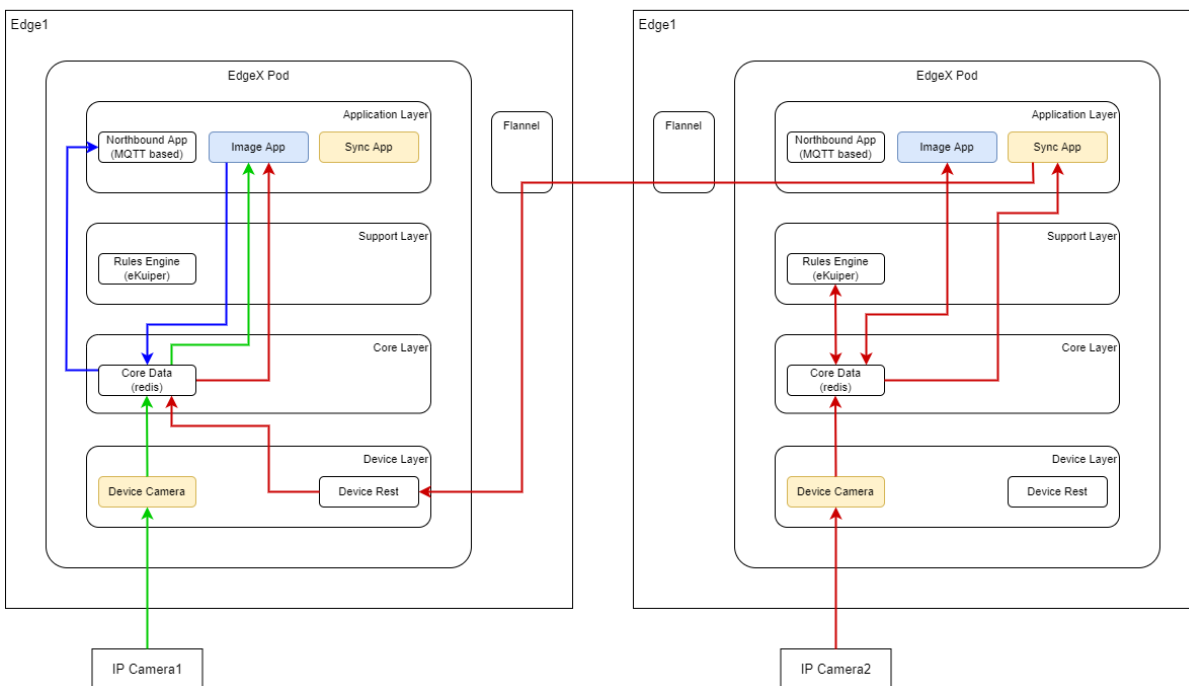 Edge1
EdgeX Pod
Application Layer
Northbound App
(MQTT based)
Image App
Sync App
Flannel
Support Layer
Rules Engine
(eKuiper)
Core Layer
Core Data
(redis)
Device Layer
Device Camera
Device Rest
IP Camera1
Edge1
EdgeX Pod
Flannel
Application Layer
Northbound App
(MQTT based)
Image App
Sync App
Support Layer
Rules Engine
(eKuiper)
Core Layer
Core Data
(redis)
Device Layer
Device Camera
Device Rest
IP Camera2